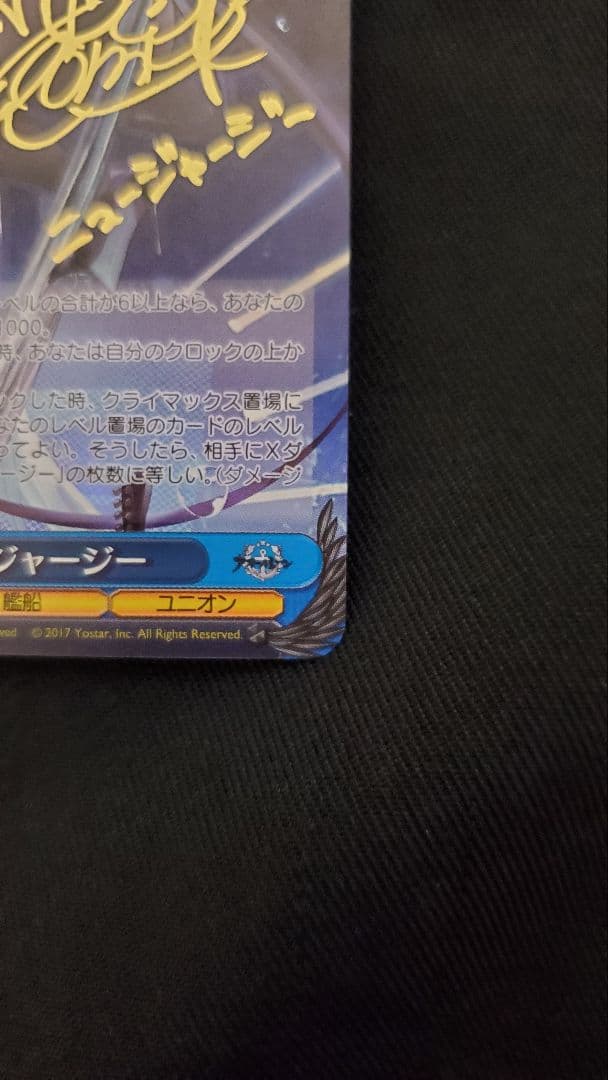 ニュージャージー
ベルの合計が6以上なら、あなたの
1000。
時、あなたは自分のクロックの上か
ックした時、クライマックス置場に
なたのレベル置場のカードのレベル
ってよい。そうしたら、相手にXダ
ージー」の枚数に等しい。(ダメージ
ジャージー
艦船 ユニオン
ved © 2017 Yostar, Inc. All Rights Reserved.